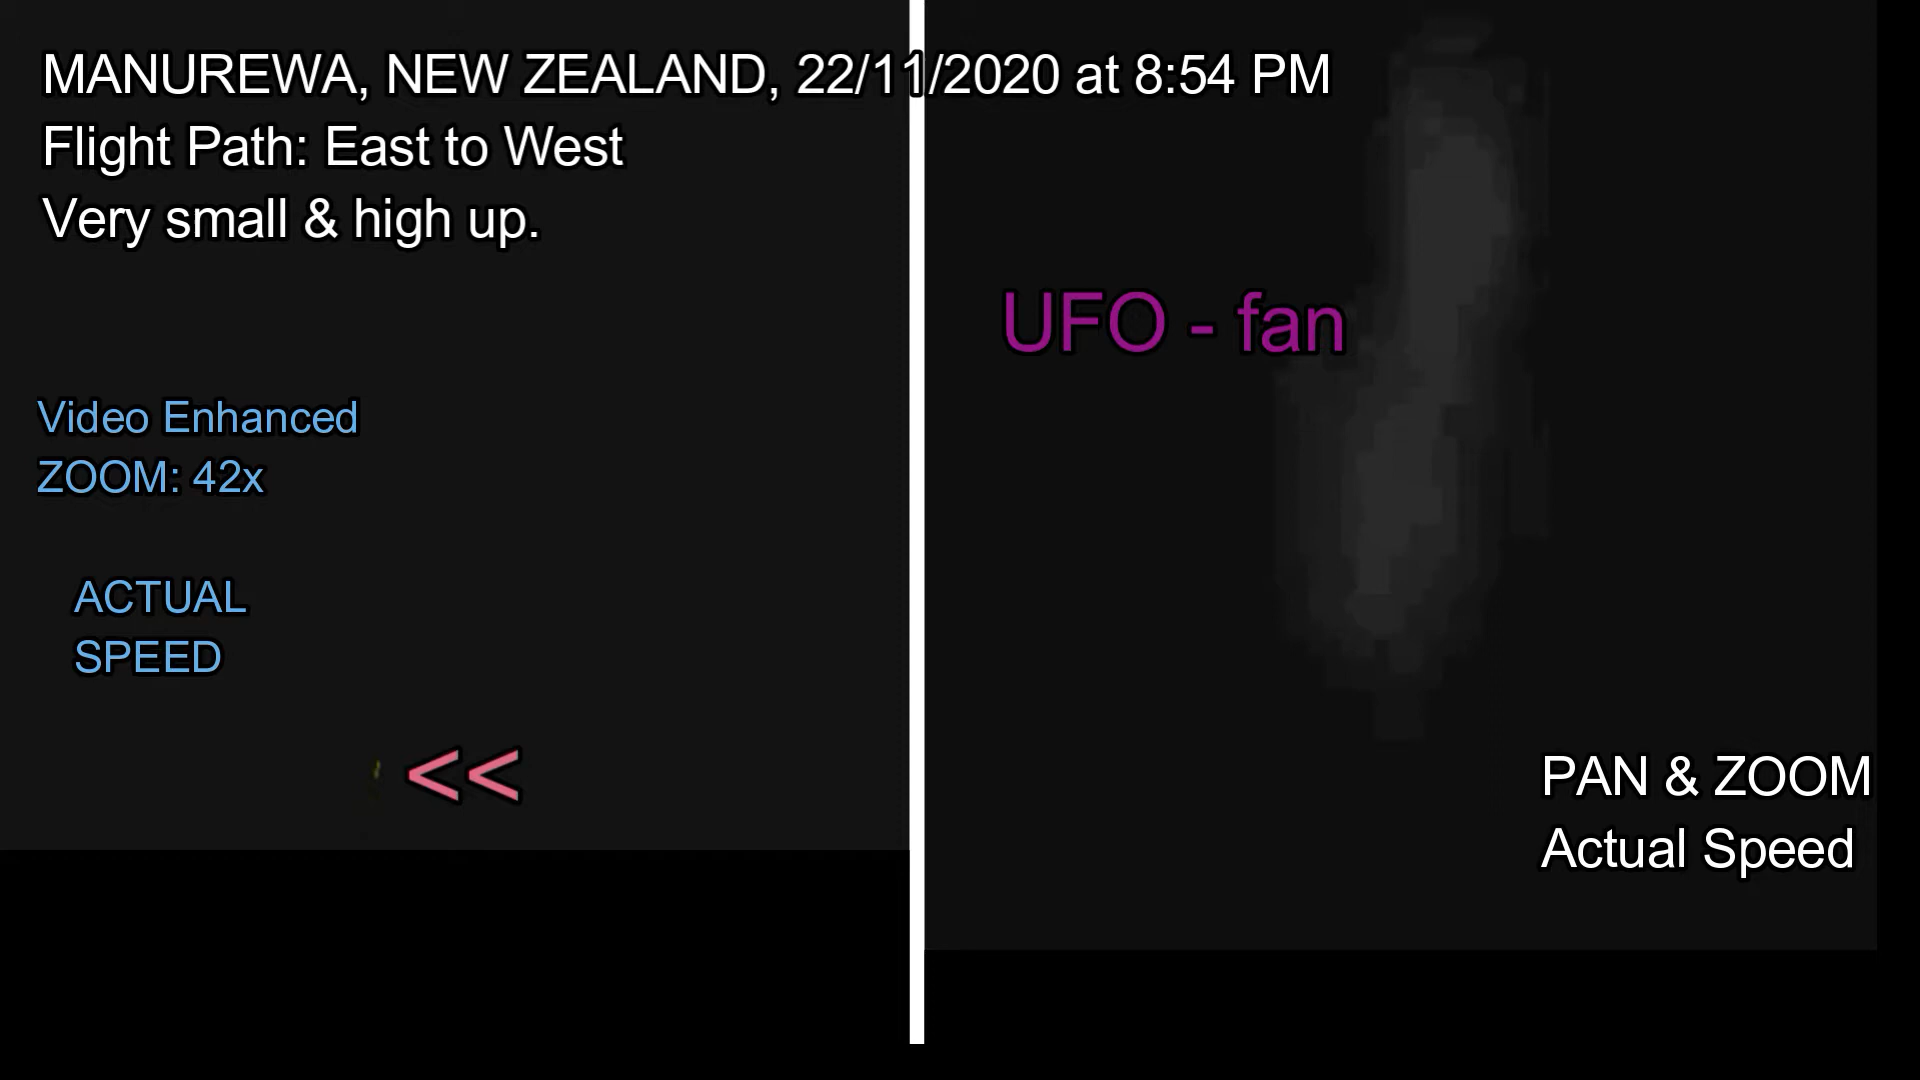 MANUREWA, NEW ZEALAND, 22/11/2020 at 8:54 PM
Flight Path: East to West
Very small & high up.
UFO - fan
Video Enhanced
ZOOM: 42x
ACTUAL
SPEED
<<
PAN & ZOOM
Actual Speed